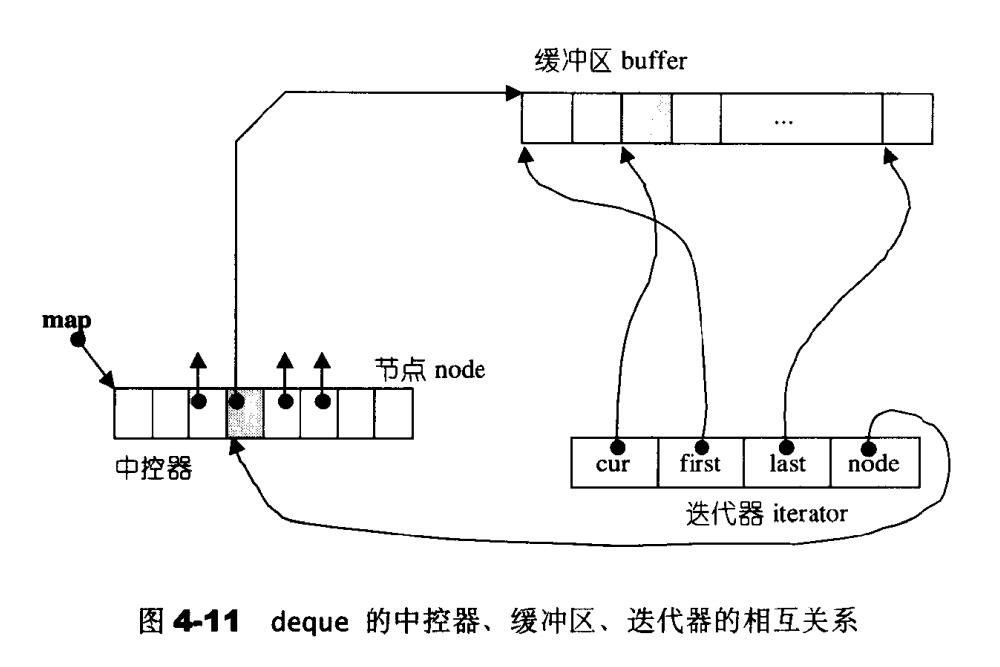 缓冲区 buffer
...
map
节点 node
中控器
cur first last node
迭代器 iterator
图 4-11 deque 的中控器、缓冲区、迭代器的相互关系